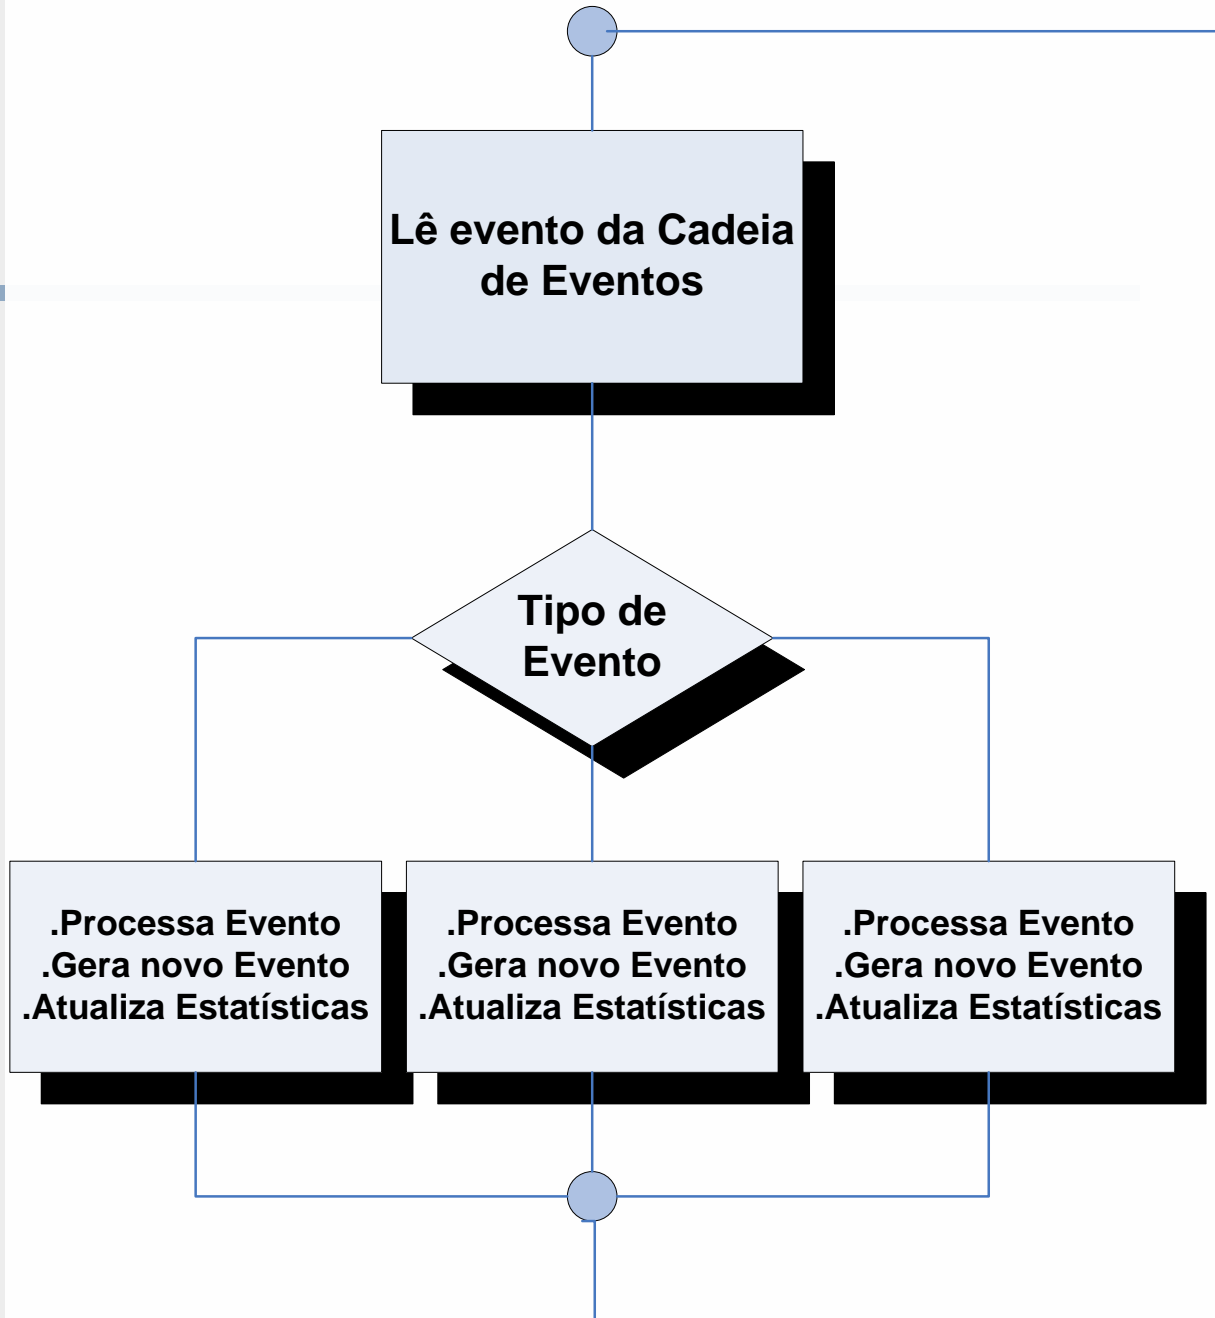 Lê evento da Cadeia
de Eventos
Tipo de
Evento
.Processa Evento
.Gera novo Evento
.Atualiza Estatísticas
.Processa Evento
.Gera novo Evento
.Atualiza Estatísticas
.Processa Evento
.Gera novo Evento
.Atualiza Estatísticas